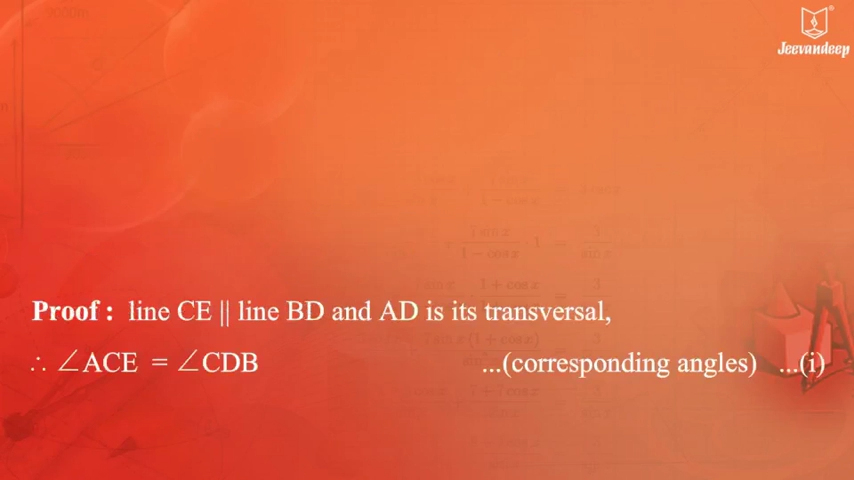 Jeevandeep
Proof : line CE || line BD and AD is its transversal,
∴ ∠ACE = ∠CDB ...(corresponding angles) ...(i)